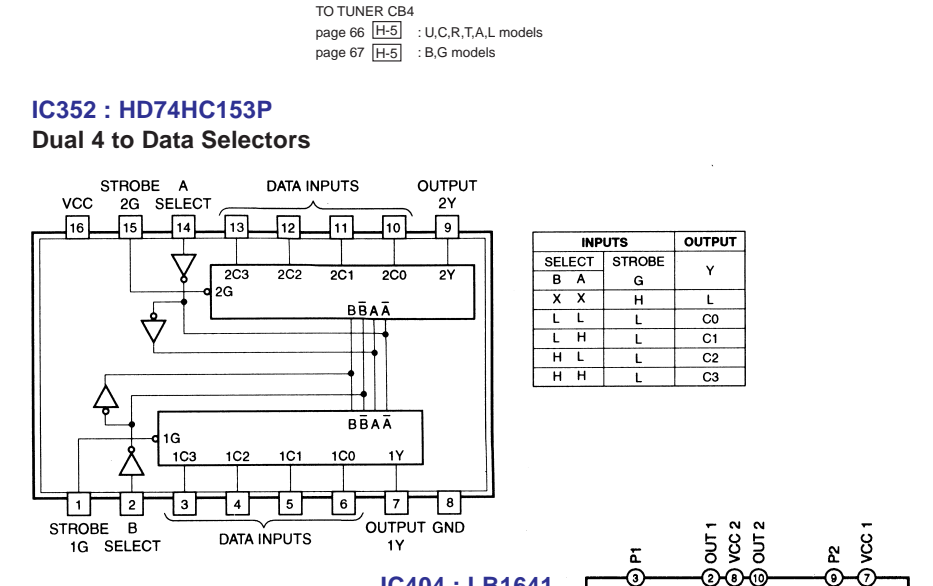 TO TUNER CB4
page 66 H-5 : U,C,R,T,A,L models
page 67 H-5 : B,G models
IC352 : HD74HC153P
Dual 4 to Data Selectors
STROBE A DATA INPUTS OUTPUT
VCC 2G SELECT 2Y
16 15 14 13 12 11 10 9
2C3 2C2 2C1 2C0 2Y
2G
B B̅ A A̅
B B̅ A A̅
1G
1C3 1C2 1C1 1C0 1Y
1 2 3 4 5 6 7 8
STROBE B DATA INPUTS OUTPUT GND
1G SELECT 1Y
INPUTS OUTPUT
SELECT STROBE Y
B A G
X X H L
L L L C0
L H L C1
H L L C2
H H L C3
IC404 : LB1641
P1 OUT 1 VCC 2 OUT 2 P2 VCC 1
3 2 8 10 9 7